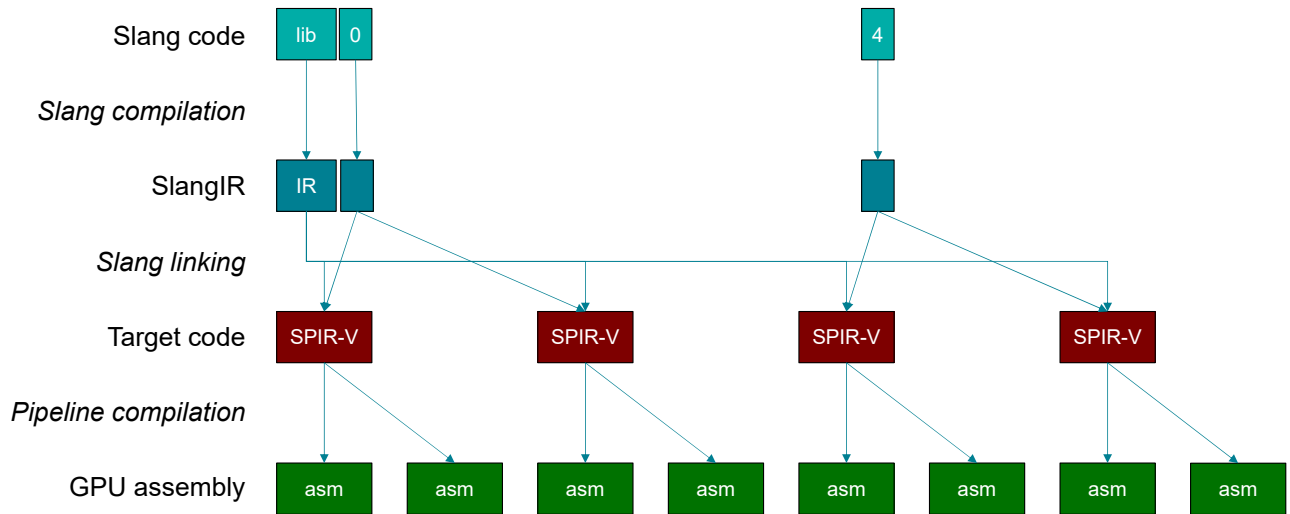 Slang code lib 0 4
Slang compilation
SlangIR IR
Slang linking
Target code SPIR-V SPIR-V SPIR-V SPIR-V
Pipeline compilation
GPU assembly asm asm asm asm asm asm asm asm